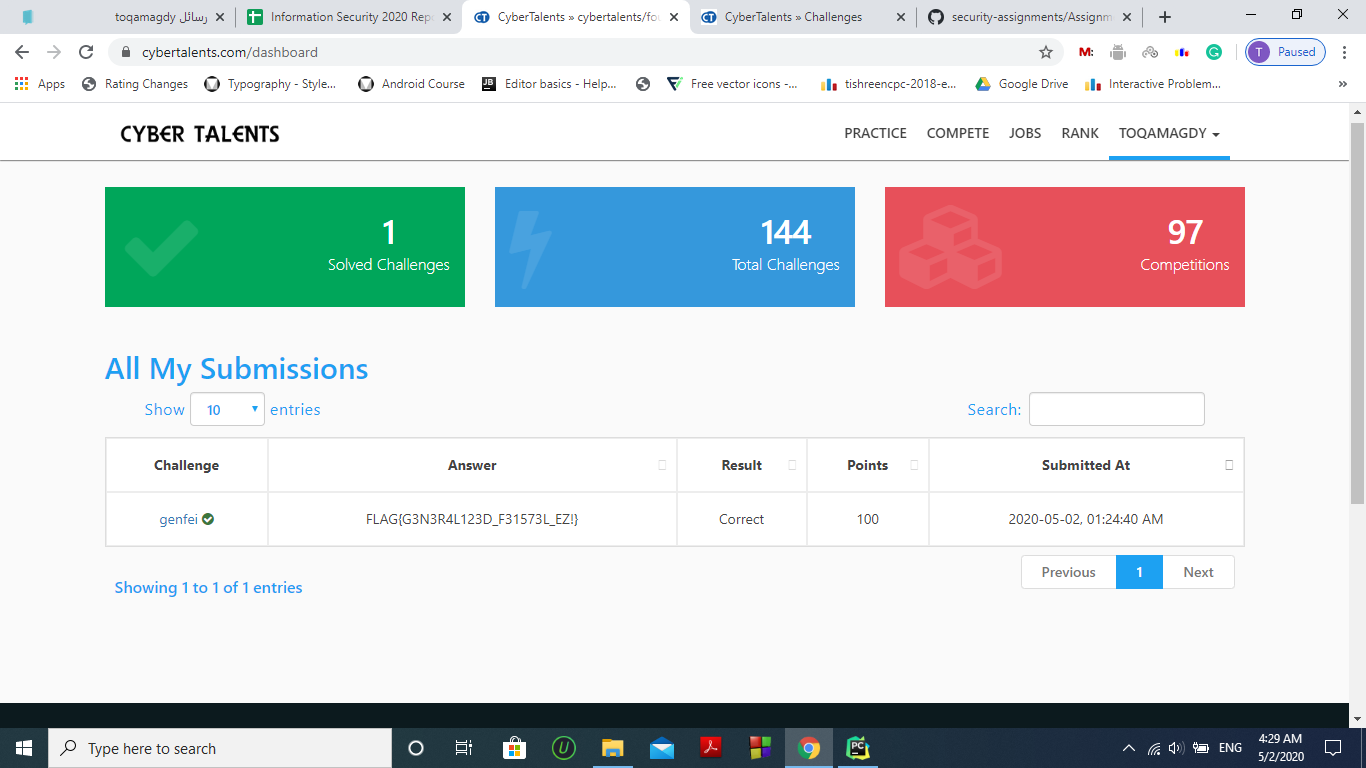 toqamagdy رسائل
Information Security 2020 Rep
CyberTalents » cybertalents/fou
CyberTalents » Challenges
security-assignments/Assignm
cybertalents.com/dashboard
M:
T Paused
Apps
Rating Changes
Typography - Style...
Android Course
Editor basics - Help...
Free vector icons -...
tishreencpc-2018-e...
Google Drive
Interactive Problem...
»
CYBER TALENTS
PRACTICE
COMPETE
JOBS
RANK
TOQAMAGDY
1
Solved Challenges
144
Total Challenges
97
Competitions
All My Submissions
Show 10 entries
Search:
Challenge Answer Result Points Submitted At
genfei FLAG{G3N3R4L123D_F31573L_EZ!} Correct 100 2020-05-02, 01:24:40 AM
Previous 1 Next
Showing 1 to 1 of 1 entries
Type here to search
ENG
4:29 AM
5/2/2020